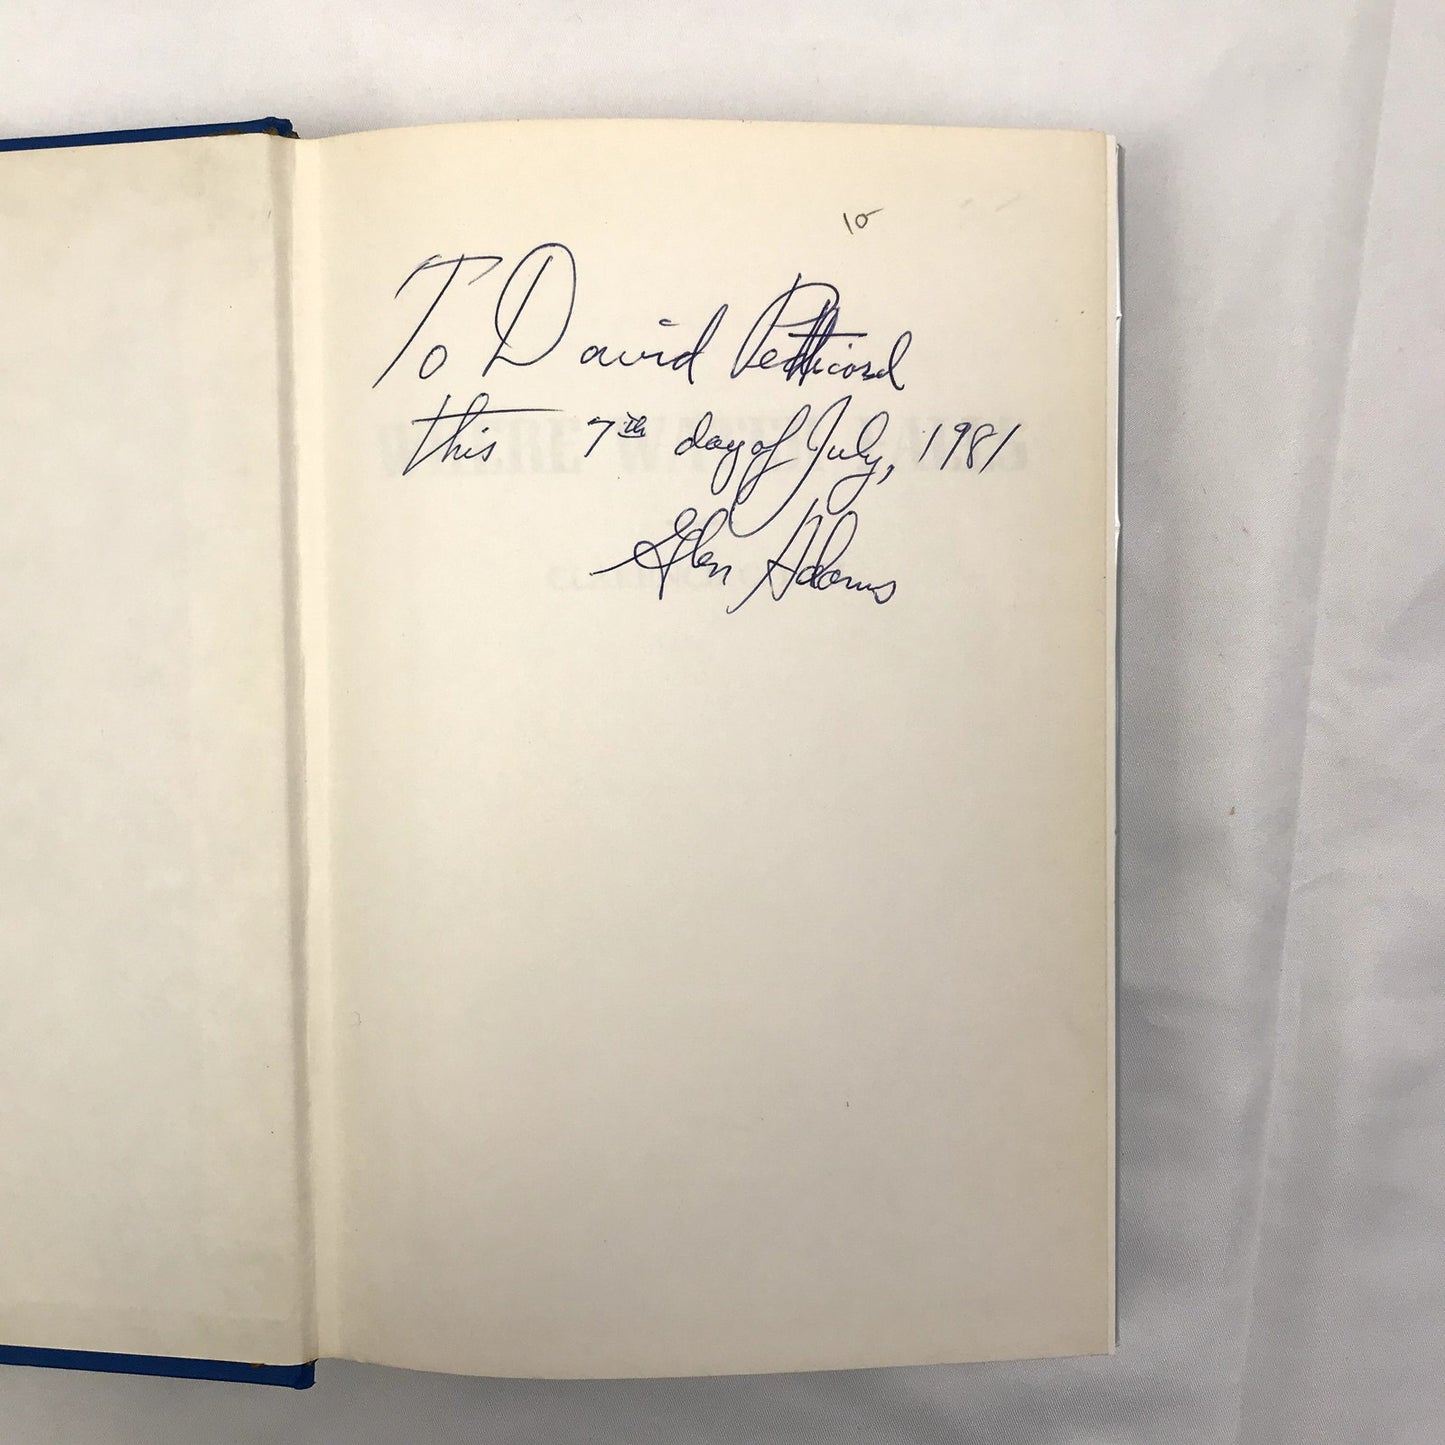 10
To David Petticord
this 7th day of July, 1981
Glen Adams